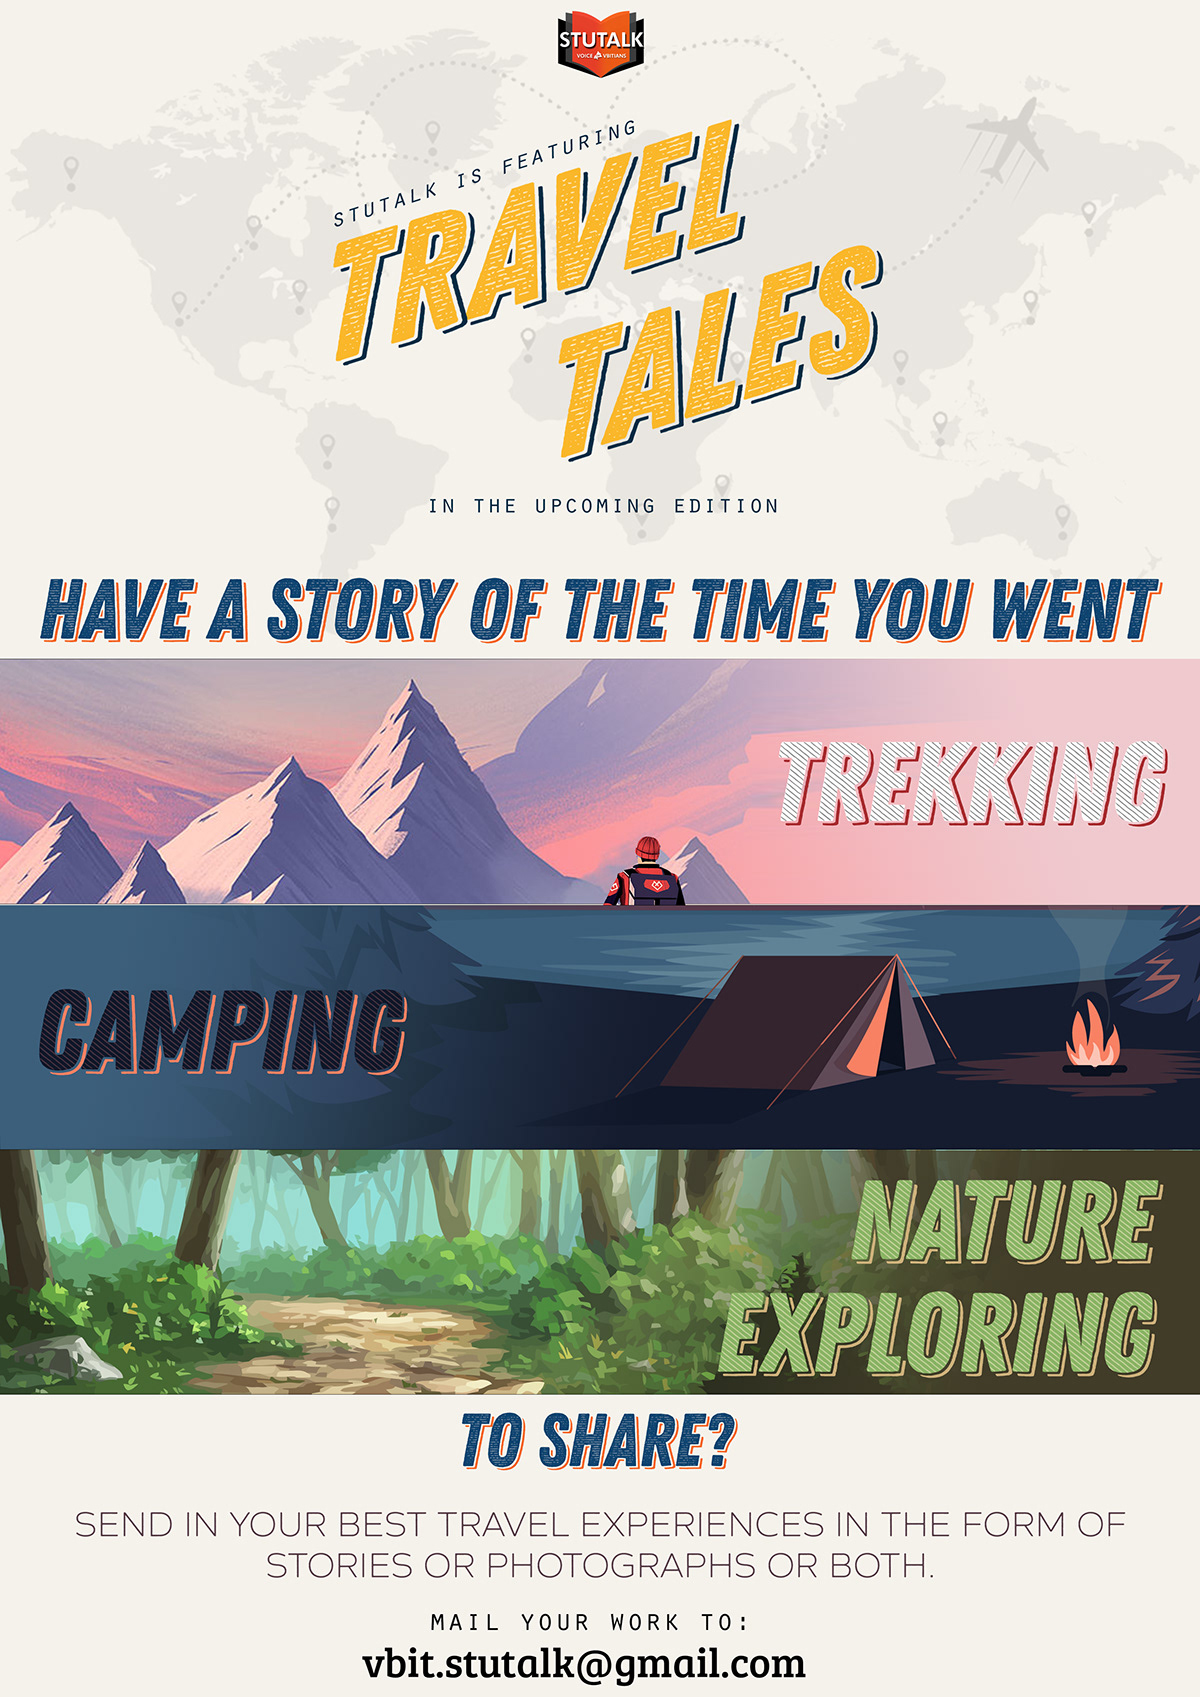 STUTALK
VOICE 4 VBITIANS
STUTALK IS FEATURING
TRAVEL
TALES
IN THE UPCOMING EDITION
HAVE A STORY OF THE TIME YOU WENT
TREKKING
CAMPING
NATURE
EXPLORING
TO SHARE?
SEND IN YOUR BEST TRAVEL EXPERIENCES IN THE FORM OF
STORIES OR PHOTOGRAPHS OR BOTH.
MAIL YOUR WORK TO:
vbit.stutalk@gmail.com